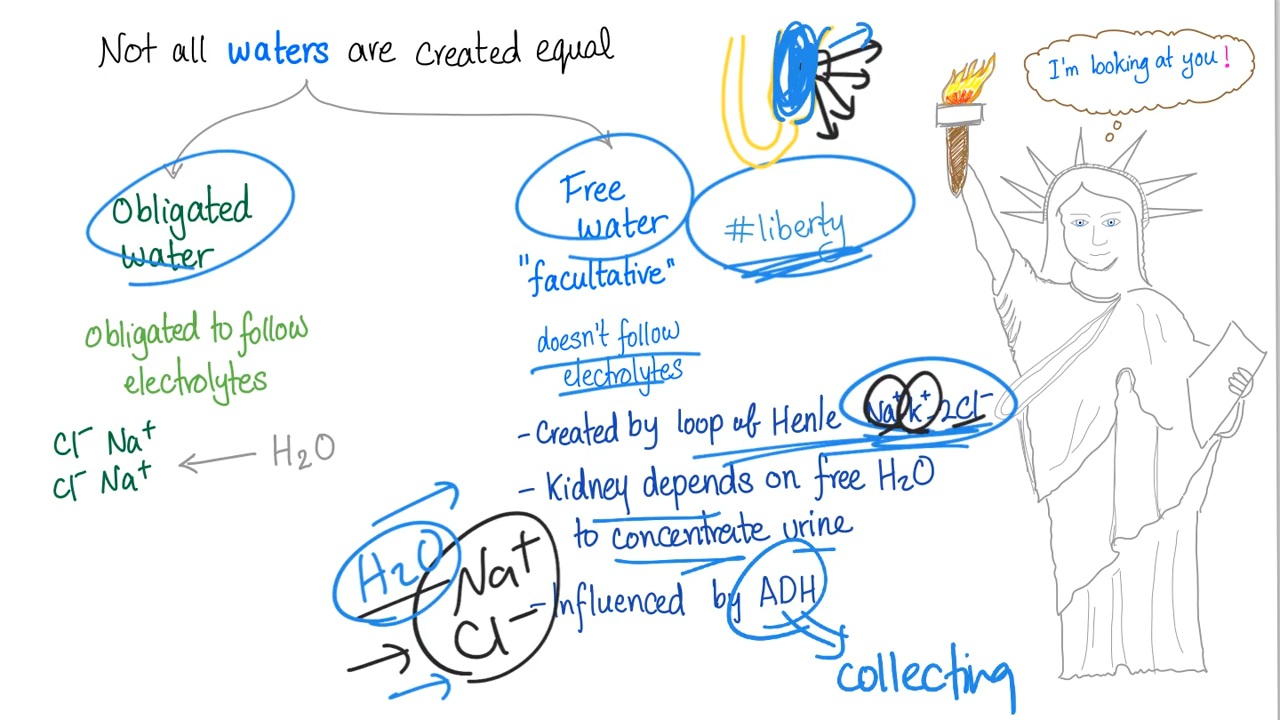 Not all waters are created equal
I'm looking at you!
Obligated
water
Obligated to follow
electrolytes
Cl⁻ Na⁺
Cl⁻ Na⁺
H₂O
Free
water
#liberty
"facultative"
doesn't follow
electrolytes
- Created by loop of Henle Na⁺K⁺2Cl⁻
- Kidney depends on free H₂O
to concentrate urine
- Influenced by ADH
collecting
H₂O
Na⁺
Cl⁻